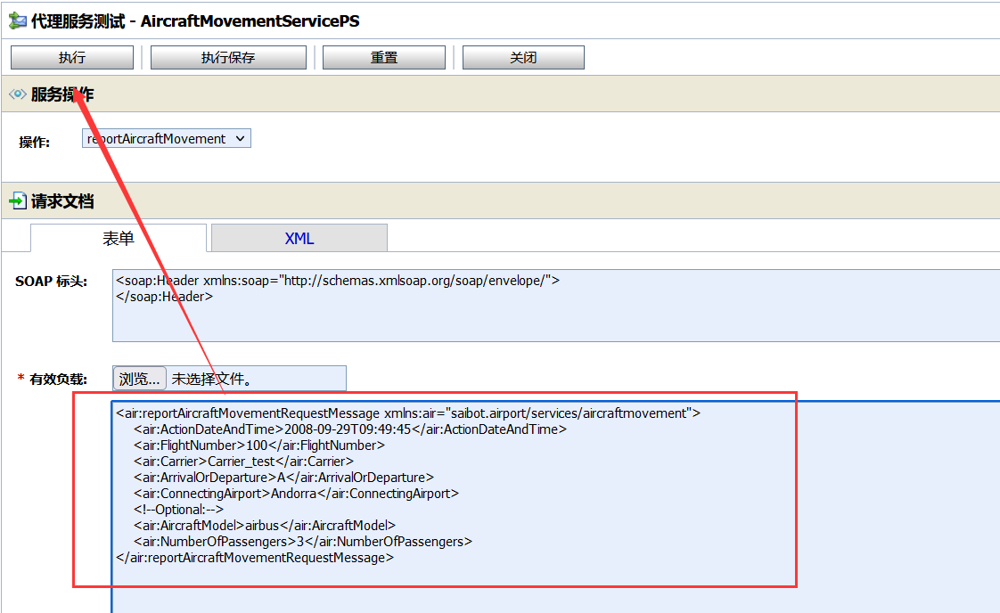 代理服务测试 - AircraftMovementServicePS
执行 执行保存 重置 关闭
服务操作
操作: reportAircraftMovement
请求文档
表单 XML
SOAP 标头: <soap:Header xmlns:soap="http://schemas.xmlsoap.org/soap/envelope/">
</soap:Header>
* 有效负载: 浏览... 未选择文件。
<air:reportAircraftMovementRequestMessage xmlns:air="saibot.airport/services/aircraftmovement">
<air:ActionDateAndTime>2008-09-29T09:49:45</air:ActionDateAndTime>
<air:FlightNumber>100</air:FlightNumber>
<air:Carrier>Carrier_test</air:Carrier>
<air:ArrivalOrDeparture>A</air:ArrivalOrDeparture>
<air:ConnectingAirport>Andorra</air:ConnectingAirport>
<!--Optional:-->
<air:AircraftModel>airbus</air:AircraftModel>
<air:NumberOfPassengers>3</air:NumberOfPassengers>
</air:reportAircraftMovementRequestMessage>